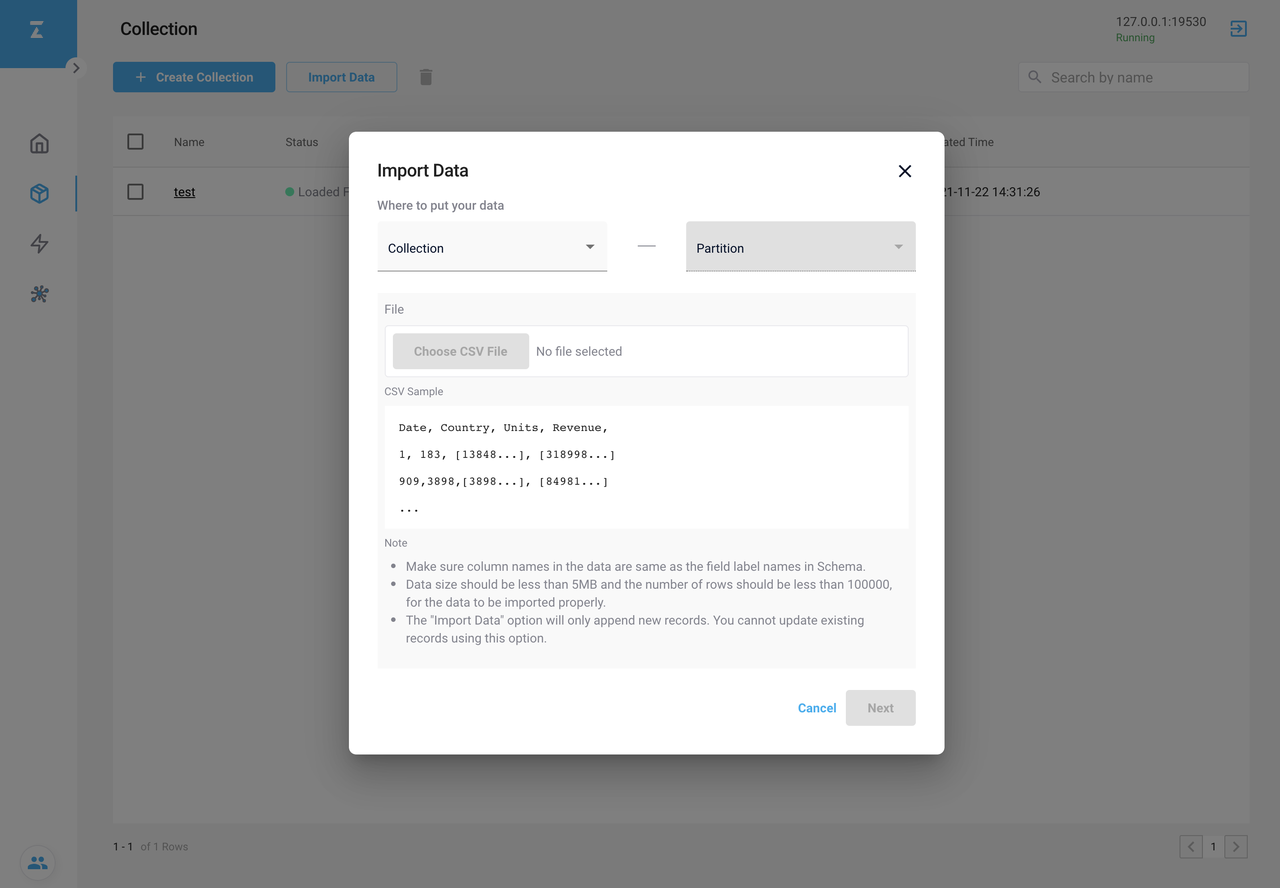 Collection
127.0.0.1:19530
Running
+ Create Collection
Import Data
Search by name
Name
Status
ated Time
test
Loaded F
21-11-22 14:31:26
Import Data
Where to put your data
Collection
—
Partition
File
Choose CSV File
No file selected
CSV Sample
Date, Country, Units, Revenue,
1, 183, [13848...], [318998...]
909,3898,[3898...], [84981...]
...
Note
• Make sure column names in the data are same as the field label names in Schema.
• Data size should be less than 5MB and the number of rows should be less than 100000,
for the data to be imported properly.
• The "Import Data" option will only append new records. You cannot update existing
records using this option.
Cancel
Next
1 - 1 of 1 Rows
1